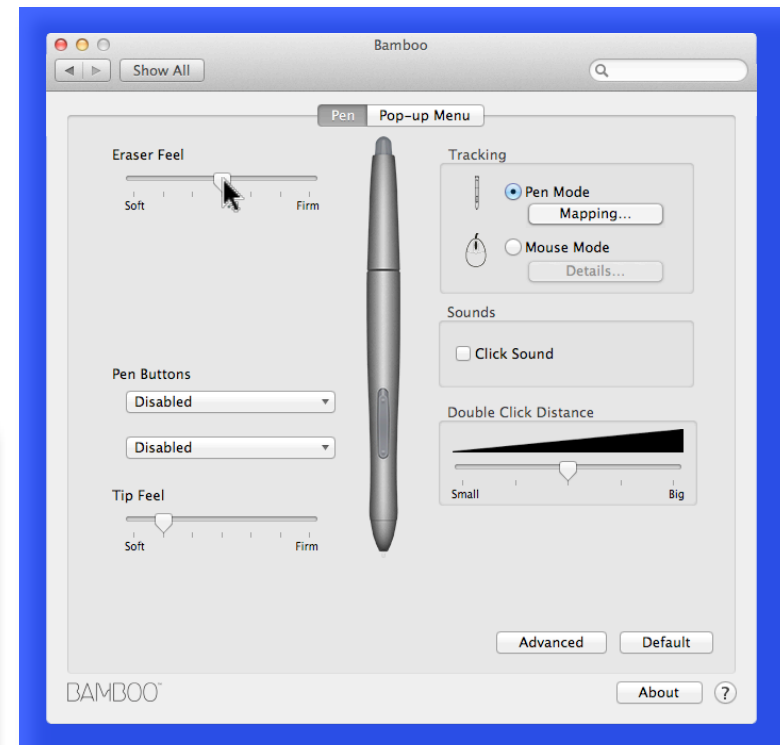 Bamboo
Show All
Pen Pop-up Menu
Eraser Feel
Soft Firm
Pen Buttons
Disabled
Disabled
Tip Feel
Soft Firm
Tracking
Pen Mode
Mapping...
Mouse Mode
Details...
Sounds
Click Sound
Double Click Distance
Small Big
Advanced Default
BAMBOO™
About ?